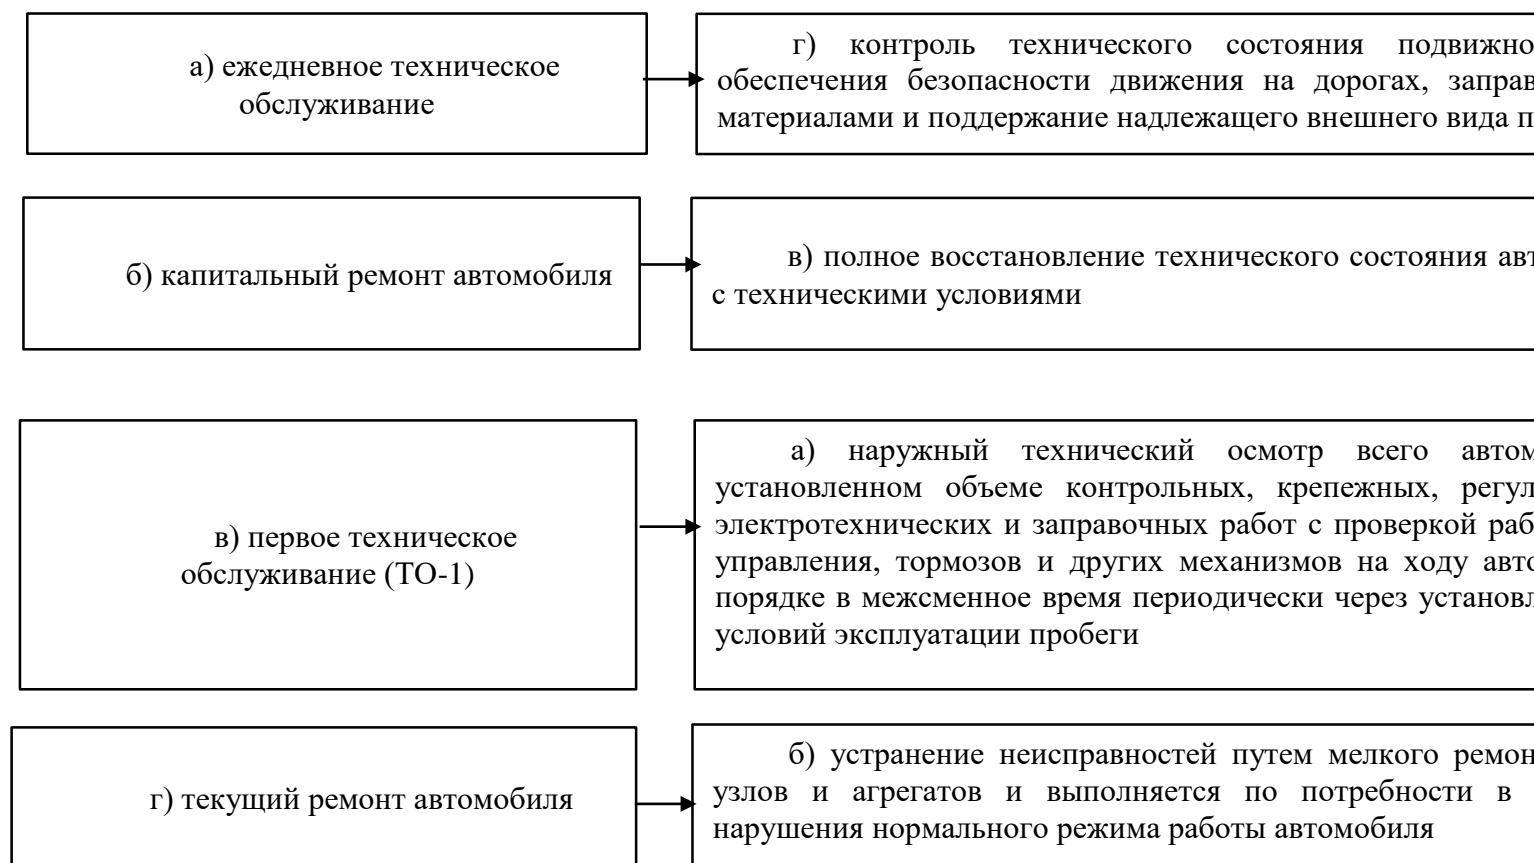 а) ежедневное техническое
обслуживание
г) контроль технического состояния подвижно
обеспечения безопасности движения на дорогах, заправ
материалами и поддержание надлежащего внешнего вида п
б) капитальный ремонт автомобиля
в) полное восстановление технического состояния авт
с техническими условиями
в) первое техническое
обслуживание (ТО-1)
а) наружный технический осмотр всего автом
установленном объеме контрольных, крепежных, регул
электротехнических и заправочных работ с проверкой раб
управления, тормозов и других механизмов на ходу авто
порядке в межсменное время периодически через установл
условий эксплуатации пробеги
г) текущий ремонт автомобиля
б) устранение неисправностей путем мелкого ремон
узлов и агрегатов и выполняется по потребности в
нарушения нормального режима работы автомобиля